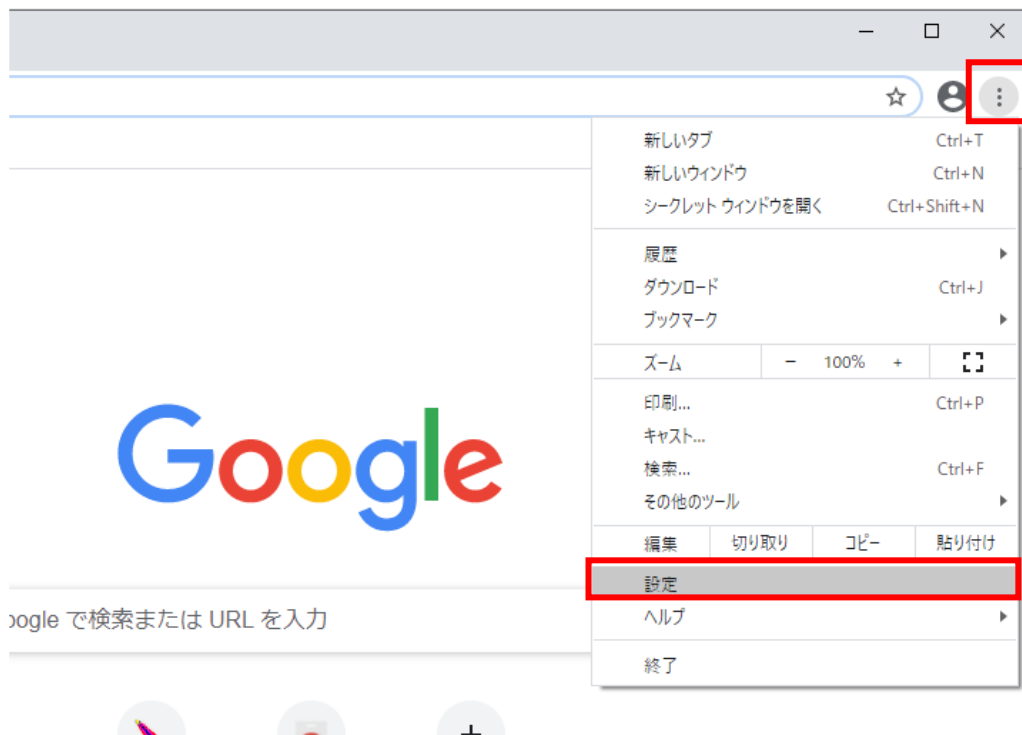 新しいタブ Ctrl+T
新しいウィンドウ Ctrl+N
シークレット ウィンドウを開く Ctrl+Shift+N
履歴
ダウンロード Ctrl+J
ブックマーク
ズーム － 100% +
印刷... Ctrl+P
キャスト...
検索... Ctrl+F
その他のツール
編集 切り取り コピー 貼り付け
設定
ヘルプ
終了
Google
oogle で検索または URL を入力